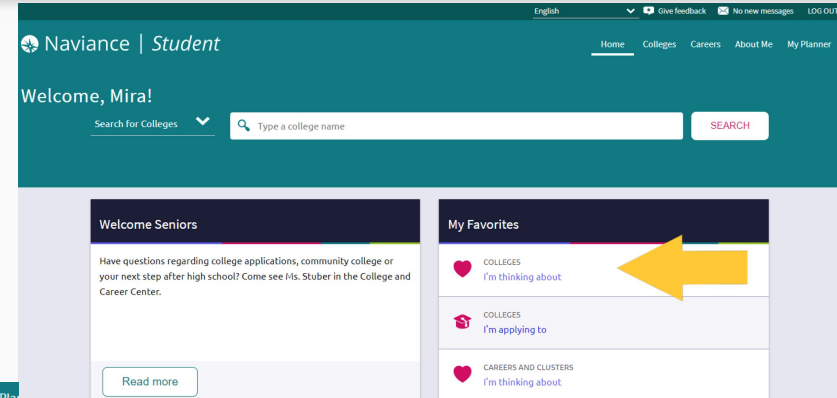 English Give feedback No new messages LOG OUT
Naviance | Student
Home Colleges Careers About Me My Planner
Welcome, Mira!
Search for Colleges Type a college name SEARCH
Welcome Seniors
Have questions regarding college applications, community college or
your next step after high school? Come see Ms. Stuber in the College and
Career Center.
Read more
My Favorites
COLLEGES
I'm thinking about
COLLEGES
I'm applying to
CAREERS AND CLUSTERS
I'm thinking about